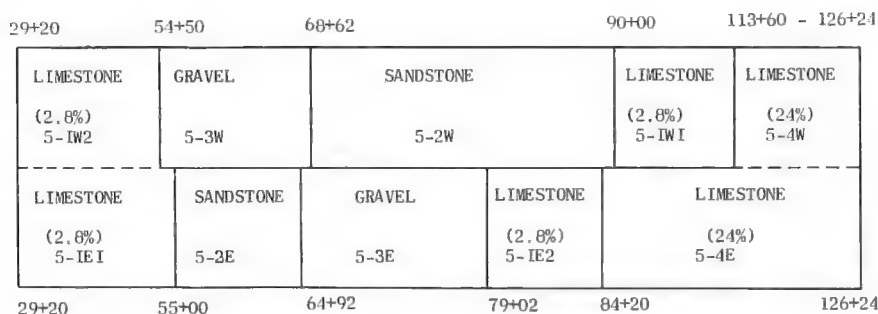 29+20 54+50 68+62 90+00 113+60 - 126+24
LIMESTONE GRAVEL SANDSTONE LIMESTONE LIMESTONE
(2.8%) (2.8%) (24%)
5-IW2 5-3W 5-2W 5-IWI 5-4W
LIMESTONE SANDSTONE GRAVEL LIMESTONE LIMESTONE
(2.8%) (2.8%) (24%)
5-IEI 5-2E 5-3E 5-IE2 5-4E
29+20 55+00 64+92 79+02 84+20 126+24